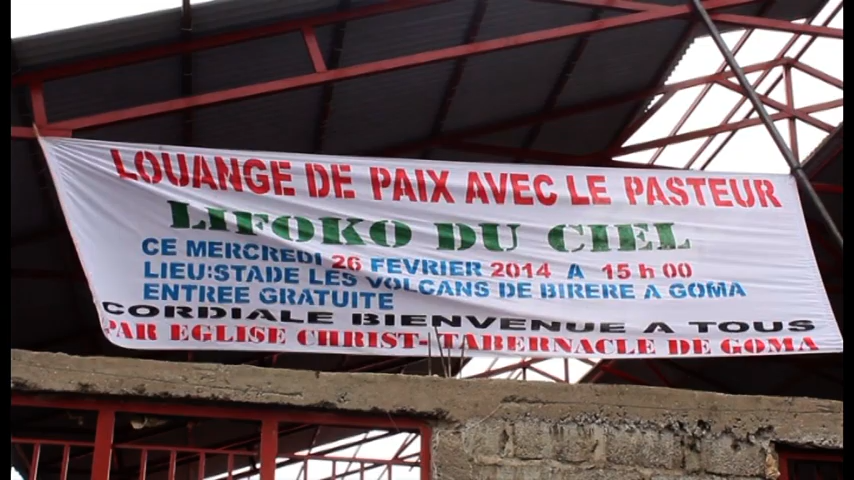 LOUANGE DE PAIX AVEC LE PASTEUR
LIFOKO DU CIEL
CE MERCREDI 26 FEVRIER 2014 A 15 h 00
LIEU:STADE LES VOLCANS DE BIRERE A GOMA
ENTREE GRATUITE
CORDIALE BIENVENUE A TOUS
PAR EGLISE CHRIST-TABERNACLE DE GOMA